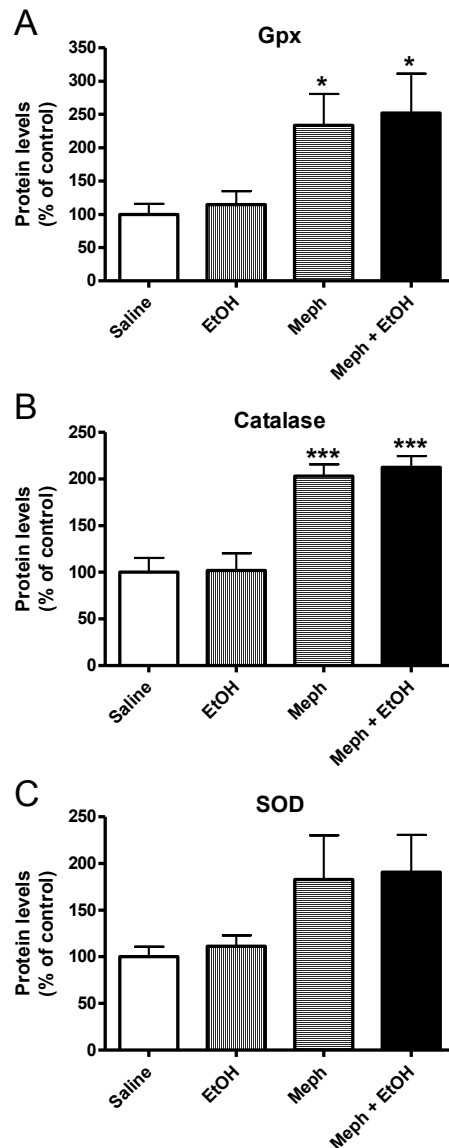 A
Gpx
Protein levels
(% of control)
350
300
250
200
150
100
50
0
*
*
Saline
EtOH
Meph
Meph + EtOH
B
Catalase
Protein levels
(% of control)
250
200
150
100
50
0
***
***
Saline
EtOH
Meph
Meph + EtOH
C
SOD
Protein levels
(% of control)
250
200
150
100
50
0
Saline
EtOH
Meph
Meph + EtOH